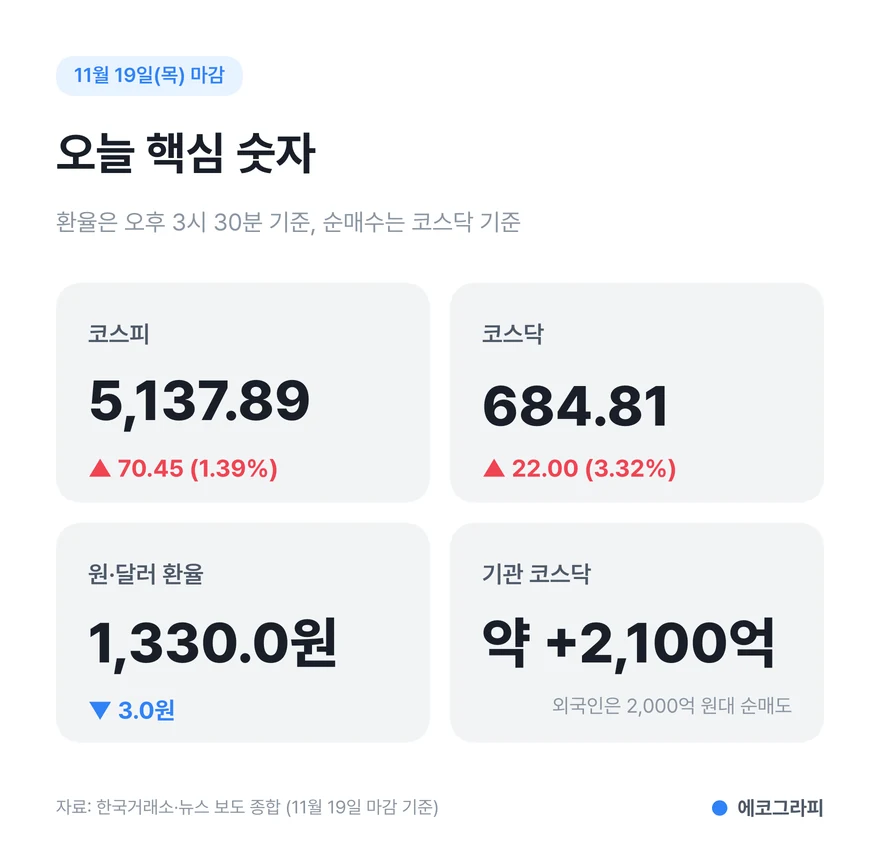 11월 19일(목) 마감
오늘 핵심 숫자
환율은 오후 3시 30분 기준, 순매수는 코스닥 기준
코스피
5,137.89
▲ 70.45 (1.39%)
코스닥
684.81
▲ 22.00 (3.32%)
원·달러 환율
1,330.0원
▼ 3.0원
기관 코스닥
약 +2,100억
외국인은 2,000억 원대 순매도
자료: 한국거래소·뉴스 보도 종합 (11월 19일 마감 기준)
에코그라피